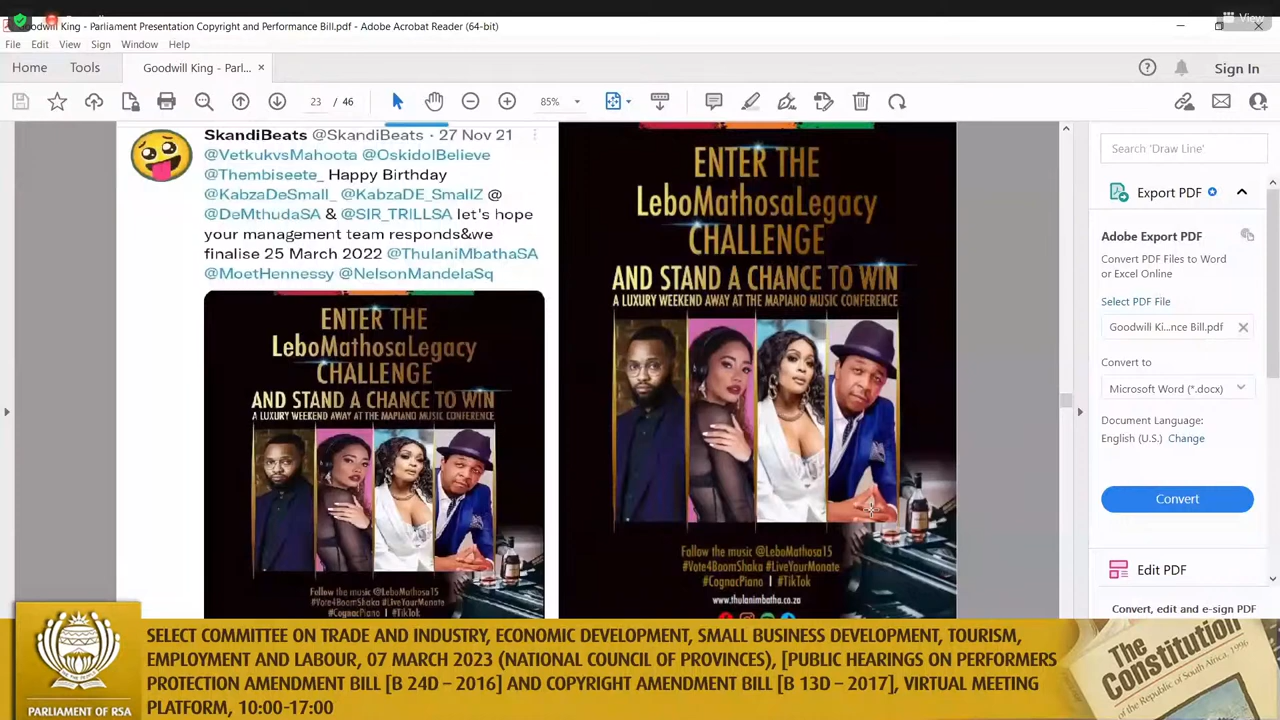 View
Goodwill King - Parliament Presentation Copyright and Performance Bill.pdf - Adobe Acrobat Reader (64-bit)
File Edit View Sign Window Help
Home Tools Goodwill King - Parl... × Sign In
23 / 46 85%
SkandiBeats @SkandiBeats · 27 Nov 21
@VetkukvsMahoota @OskidoIBelieve
@Thembiseete_ Happy Birthday
@KabzaDeSmall_ @KabzaDE_SmallZ @
@DeMthudaSA & @SIR_TRILLSA let's hope
your management team responds&we
finalise 25 March 2022 @ThulaniMbathaSA
@MoetHennessy @NelsonMandelaSq
ENTER THE
LeboMathosaLegacy
CHALLENGE
AND STAND A CHANCE TO WIN
A LUXURY WEEKEND AWAY AT THE MAPIANO MUSIC CONFERENCE
Follow the music @LeboMathosa15
#Vote4BoomShaka #LiveYourMonate
#CognacPiano | #TikTok
ENTER THE
LeboMathosaLegacy
CHALLENGE
AND STAND A CHANCE TO WIN
A LUXURY WEEKEND AWAY AT THE MAPIANO MUSIC CONFERENCE
Follow the music @LeboMathosa15
#Vote4BoomShaka #LiveYourMonate
#CognacPiano | #TikTok
www.thulanimbatha.co.za
Search 'Draw Line'
Export PDF
Adobe Export PDF
Convert PDF Files to Word
or Excel Online
Select PDF File
Goodwill Ki...nce Bill.pdf
Convert to
Microsoft Word (*.docx)
Document Language:
English (U.S.) Change
Convert
Edit PDF
Convert, edit and e-sign PDF
SELECT COMMITTEE ON TRADE AND INDUSTRY, ECONOMIC DEVELOPMENT, SMALL BUSINESS DEVELOPMENT, TOURISM,
EMPLOYMENT AND LABOUR, 07 MARCH 2023 (NATIONAL COUNCIL OF PROVINCES), [PUBLIC HEARINGS ON PERFORMERS
PROTECTION AMENDMENT BILL [B 24D – 2016] AND COPYRIGHT AMENDMENT BILL [B 13D – 2017], VIRTUAL MEETING
PLATFORM, 10:00-17:00
PARLIAMENT OF RSA
The
Constitution
of the Republic of South Africa, 1996